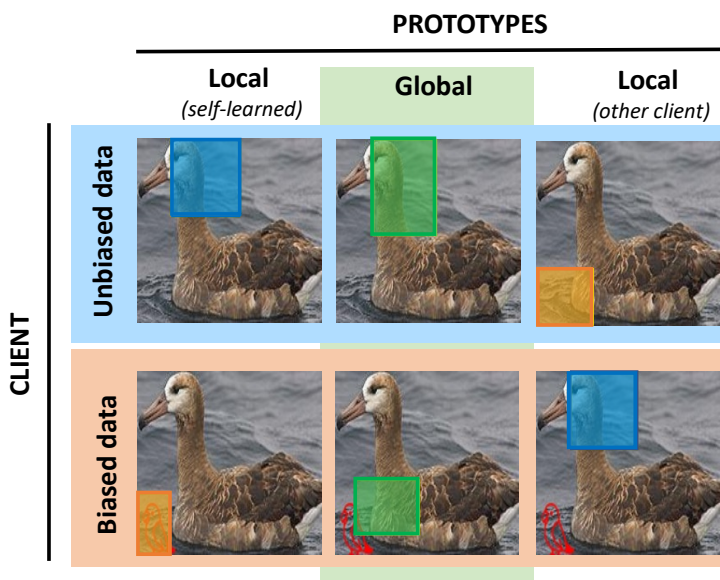 PROTOTYPES
Local
(self-learned)
Global
Local
(other client)
CLIENT
Unbiased data
Biased data